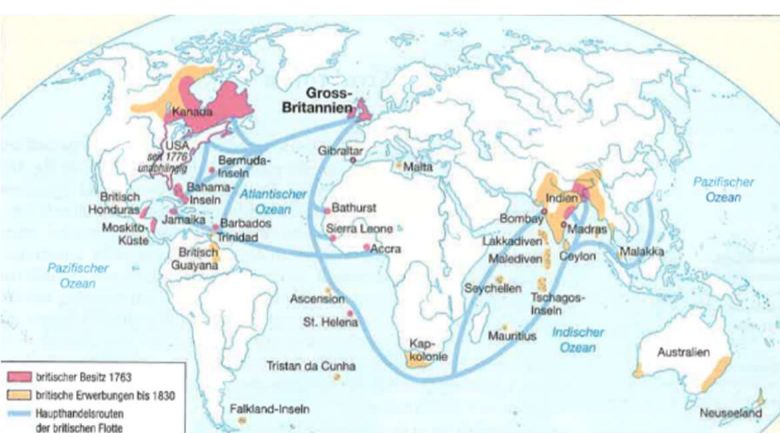 Gross-
Britannien
Kanada
USA
seit 1776
unabhängig
Bermuda-
Inseln
Bahama-
Inseln
Atlantischer
Ozean
Gibraltar
Malta
Pazifischer
Ozean
Britisch
Honduras
Moskito-
Küste
Jamaika
Barbados
Trinidad
Britisch
Guayana
Bathurst
Sierra Leone
Accra
Indien
Bombay
Madras
Lakkadiven
Malediven
Ceylon
Malakka
Pazifischer
Ozean
Ascension
St. Helena
Seychellen
Tschagos-
Inseln
Mauritius
Indischer
Ozean
Kap-
kolonie
Tristan da Cunha
Falkland-Inseln
Australien
Neuseeland
britischer Besitz 1763
britische Erwerbungen bis 1830
Haupthandelsrouten
der britischen Flotte